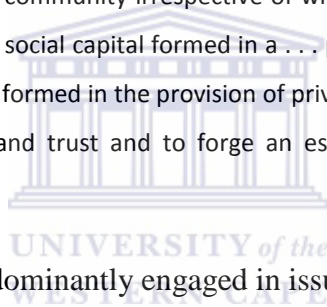 community irrespective of w
social capital formed in a . . .
formed in the provision of priv
and trust and to forge an es
UNIVERSITY of the
dominantly engaged in issu
WESTERN